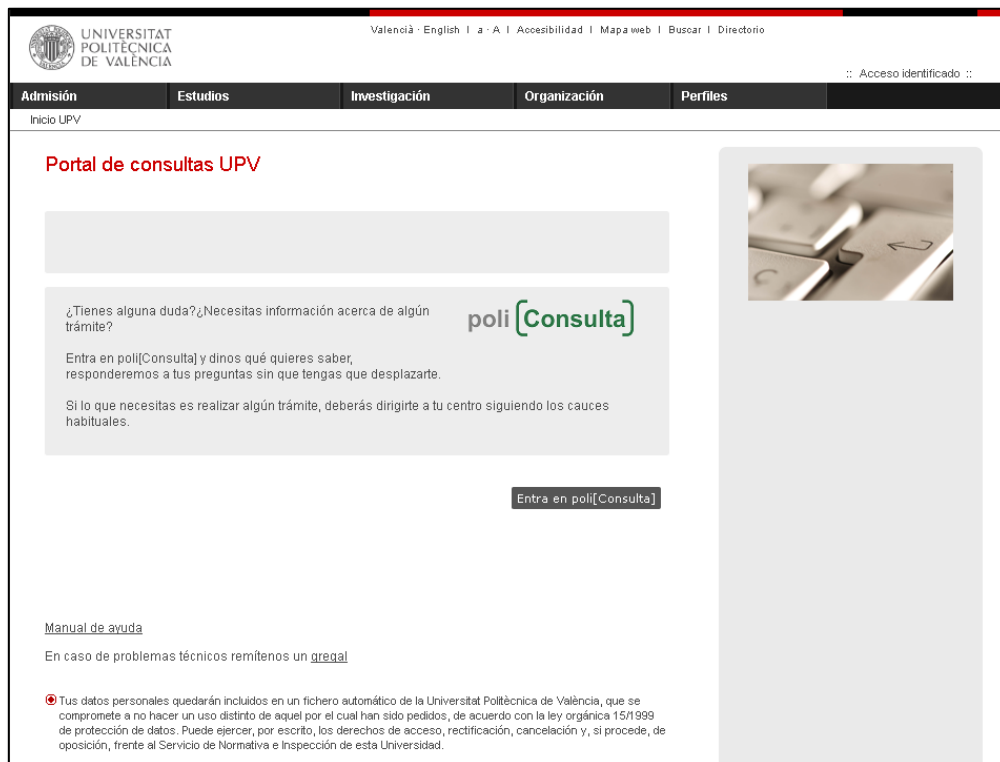 UNIVERSITAT
POLITÈCNICA
DE VALÈNCIA
Valencià · English | a · A | Accesibilidad | Mapa web | Buscar | Directorio
:: Acceso identificado ::
Admisión Estudios Investigación Organización Perfiles
Inicio UPV
Portal de consultas UPV
¿Tienes alguna duda?¿Necesitas información acerca de algún
trámite?
poli [Consulta]
Entra en poli[Consulta] y dinos qué quieres saber,
responderemos a tus preguntas sin que tengas que desplazarte.
Si lo que necesitas es realizar algún trámite, deberás dirigirte a tu centro siguiendo los cauces
habituales.
Entra en poli[Consulta]
Manual de ayuda
En caso de problemas técnicos remítenos un gregal
Tus datos personales quedarán incluidos en un fichero automático de la Universitat Politècnica de València, que se
compromete a no hacer un uso distinto de aquel por el cual han sido pedidos, de acuerdo con la ley orgánica 15/1999
de protección de datos. Puede ejercer, por escrito, los derechos de acceso, rectificación, cancelación y, si procede, de
oposición, frente al Servicio de Normativa e Inspección de esta Universidad.